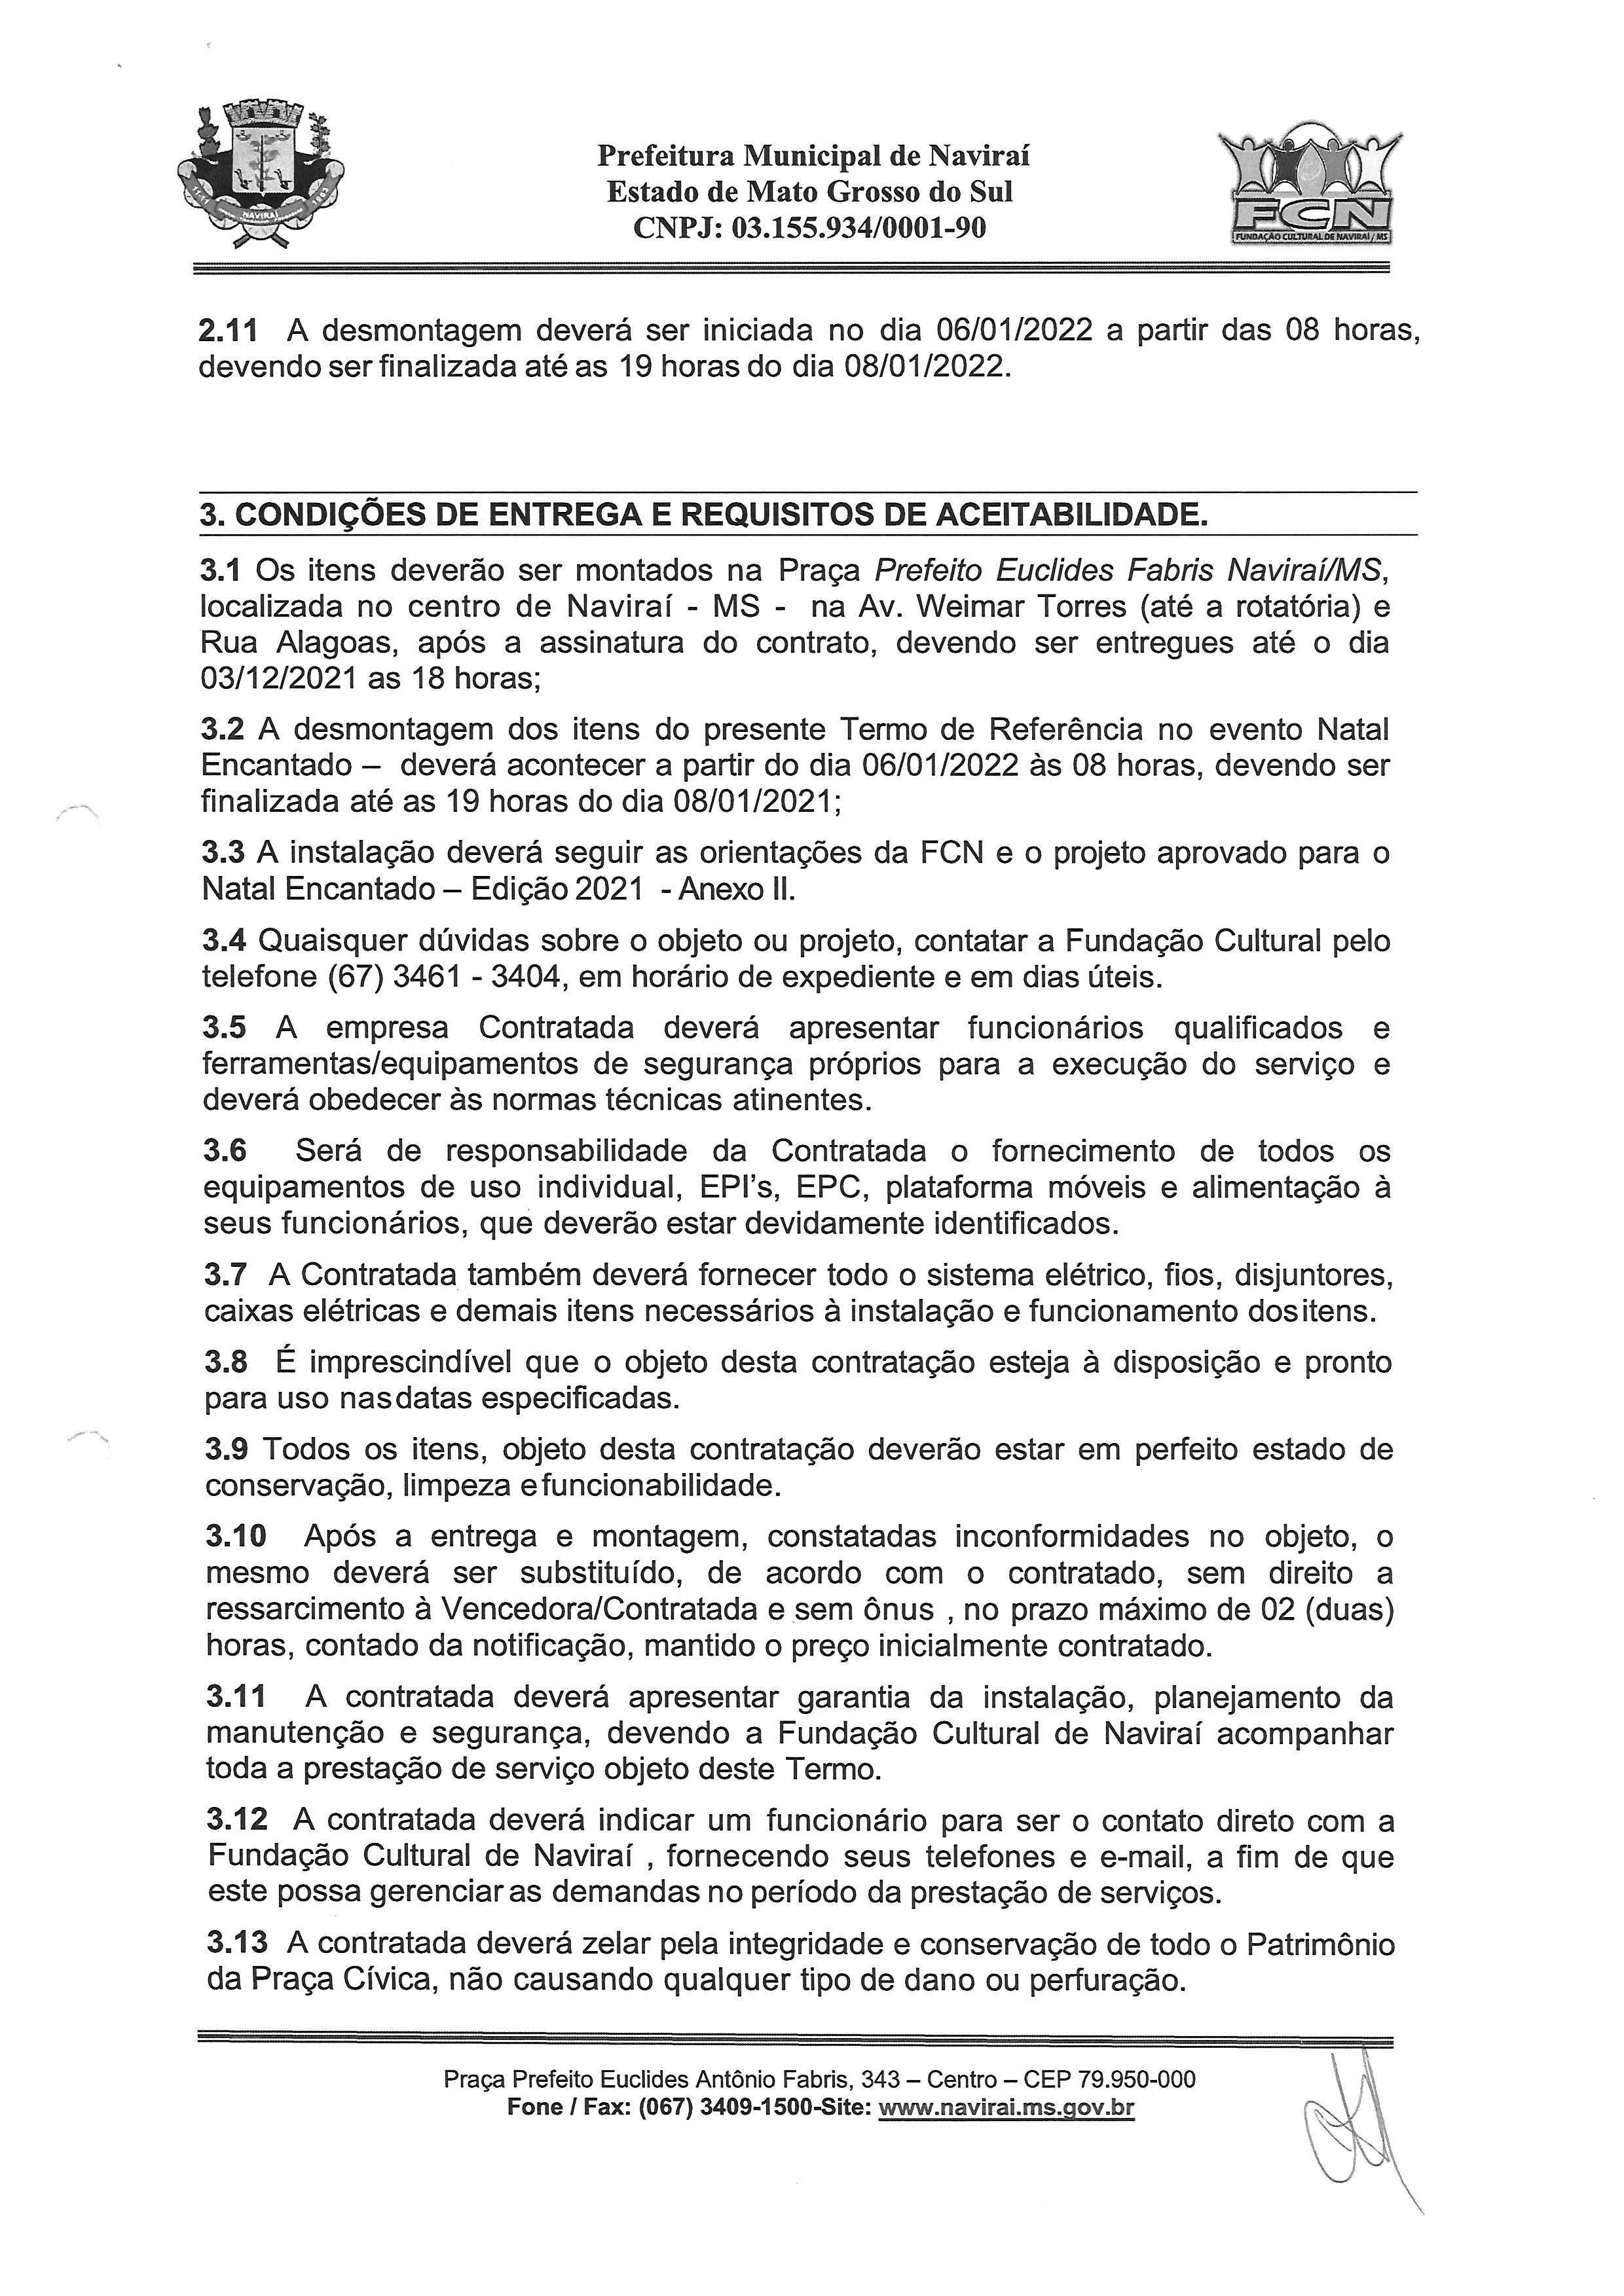 NAVIRAÍ
Prefeitura Municipal de Naviraí
Estado de Mato Grosso do Sul
CNPJ: 03.155.934/0001-90
FCN
FUNDAÇÃO CULTURAL DE NAVIRAÍ / MS
2.11 A desmontagem deverá ser iniciada no dia 06/01/2022 a partir das 08 horas,
devendo ser finalizada até as 19 horas do dia 08/01/2022.
3. CONDIÇÕES DE ENTREGA E REQUISITOS DE ACEITABILIDADE.
3.1 Os itens deverão ser montados na Praça Prefeito Euclides Fabris Naviraí/MS,
localizada no centro de Naviraí - MS - na Av. Weimar Torres (até a rotatória) e
Rua Alagoas, após a assinatura do contrato, devendo ser entregues até o dia
03/12/2021 as 18 horas;
3.2 A desmontagem dos itens do presente Termo de Referência no evento Natal
Encantado – deverá acontecer a partir do dia 06/01/2022 às 08 horas, devendo ser
finalizada até as 19 horas do dia 08/01/2021;
3.3 A instalação deverá seguir as orientações da FCN e o projeto aprovado para o
Natal Encantado – Edição 2021 - Anexo II.
3.4 Quaisquer dúvidas sobre o objeto ou projeto, contatar a Fundação Cultural pelo
telefone (67) 3461 - 3404, em horário de expediente e em dias úteis.
3.5 A empresa Contratada deverá apresentar funcionários qualificados e
ferramentas/equipamentos de segurança próprios para a execução do serviço e
deverá obedecer às normas técnicas atinentes.
3.6 Será de responsabilidade da Contratada o fornecimento de todos os
equipamentos de uso individual, EPI's, EPC, plataforma móveis e alimentação à
seus funcionários, que deverão estar devidamente identificados.
3.7 A Contratada também deverá fornecer todo o sistema elétrico, fios, disjuntores,
caixas elétricas e demais itens necessários à instalação e funcionamento dositens.
3.8 É imprescindível que o objeto desta contratação esteja à disposição e pronto
para uso nasdatas especificadas.
3.9 Todos os itens, objeto desta contratação deverão estar em perfeito estado de
conservação, limpeza efuncionabilidade.
3.10 Após a entrega e montagem, constatadas inconformidades no objeto, o
mesmo deverá ser substituído, de acordo com o contratado, sem direito a
ressarcimento à Vencedora/Contratada e sem ônus , no prazo máximo de 02 (duas)
horas, contado da notificação, mantido o preço inicialmente contratado.
3.11 A contratada deverá apresentar garantia da instalação, planejamento da
manutenção e segurança, devendo a Fundação Cultural de Naviraí acompanhar
toda a prestação de serviço objeto deste Termo.
3.12 A contratada deverá indicar um funcionário para ser o contato direto com a
Fundação Cultural de Naviraí , fornecendo seus telefones e e-mail, a fim de que
este possa gerenciar as demandas no período da prestação de serviços.
3.13 A contratada deverá zelar pela integridade e conservação de todo o Patrimônio
da Praça Cívica, não causando qualquer tipo de dano ou perfuração.
Praça Prefeito Euclides Antônio Fabris, 343 – Centro – CEP 79.950-000
Fone / Fax: (067) 3409-1500-Site: www.navirai.ms.gov.br